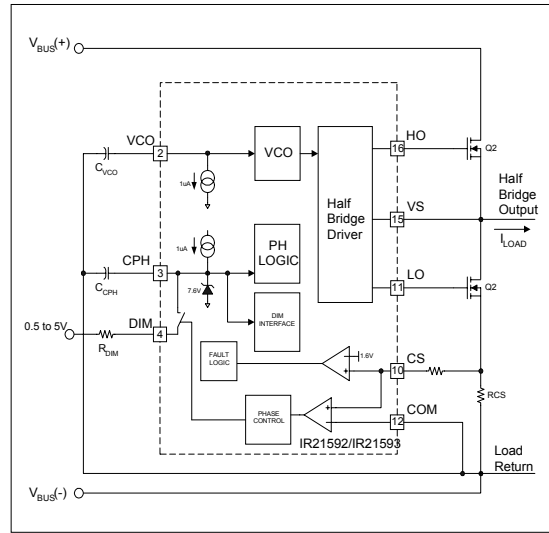 VBUS(+)
VCO
CVCO
2
1uA
VCO
Half
Bridge
Driver
16
HO
Q2
15
VS
Half
Bridge
Output
ILOAD
11
LO
Q2
CPH
CCPH
3
1uA
7.6V
PH
LOGIC
DIM
INTERFACE
0.5 to 5V
RDIM
DIM
4
FAULT
LOGIC
1.6V
+
10
CS
RCS
PHASE
CONTROL
+
12
COM
IR21592/IR21593
Load
Return
VBUS(-)